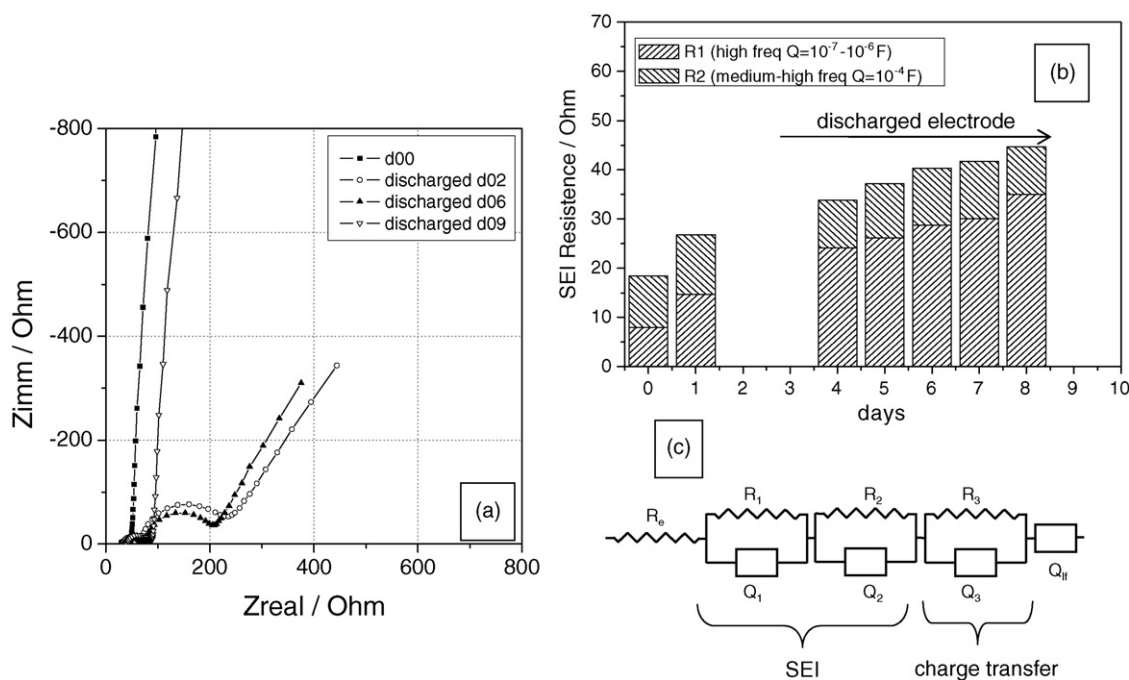 -800
-600
-400
-200
0
0 200 400 600 800
Zimm / Ohm
Zreal / Ohm
d00
discharged d02
discharged d06
discharged d09
(a)
70
60
50
40
30
20
10
0
0 1 2 3 4 5 6 7 8 9 10
SEI Resistence / Ohm
days
R1 (high freq Q=10⁻⁷-10⁻⁶F)
R2 (medium-high freq Q=10⁻⁴F)
(b)
discharged electrode
(c)
Rₑ R₁ R₂ R₃
Q₁ Q₂ Q₃ Qlf
SEI charge transfer